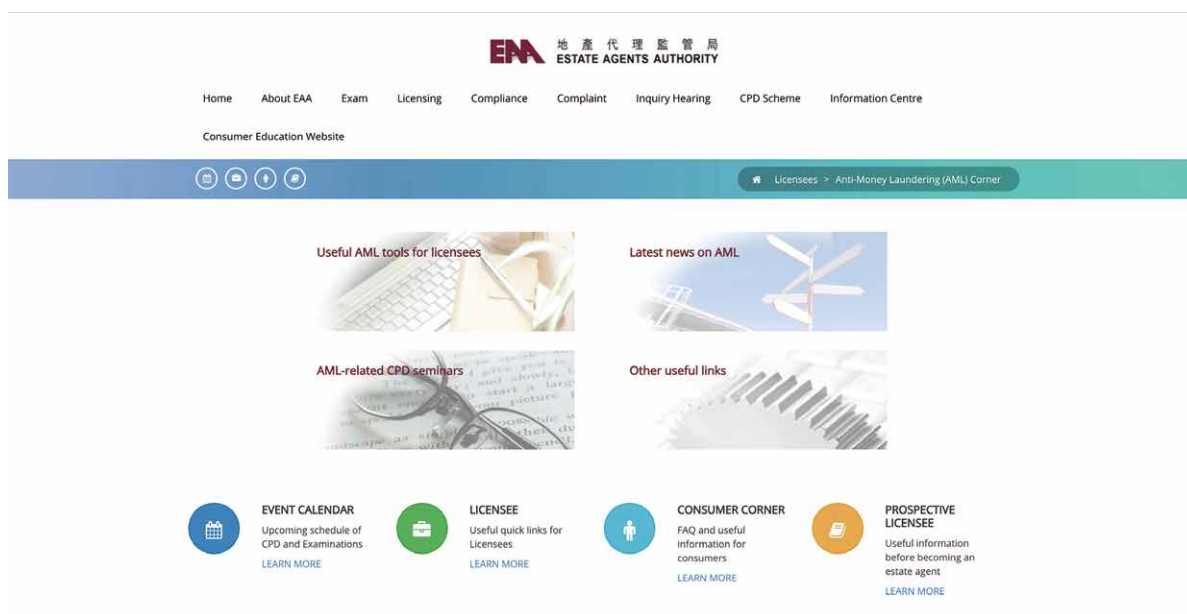 EAA 地產代理監管局
ESTATE AGENTS AUTHORITY
Home About EAA Exam Licensing Compliance Complaint Inquiry Hearing CPD Scheme Information Centre
Consumer Education Website
Licensees > Anti-Money Laundering (AML) Corner
Useful AML tools for licensees
Latest news on AML
AML-related CPD seminars
Other useful links
EVENT CALENDAR
Upcoming schedule of
CPD and Examinations
LEARN MORE
LICENSEE
Useful quick links for
Licensees
LEARN MORE
CONSUMER CORNER
FAQ and useful
information for
consumers
LEARN MORE
PROSPECTIVE
LICENSEE
Useful information
before becoming an
estate agent
LEARN MORE